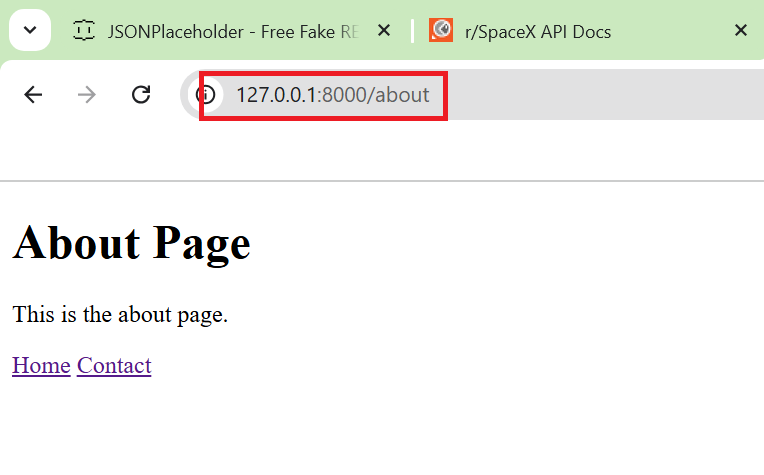 JSONPlaceholder - Free Fake RE
r/SpaceX API Docs
127.0.0.1:8000/about
About Page
This is the about page.
Home Contact